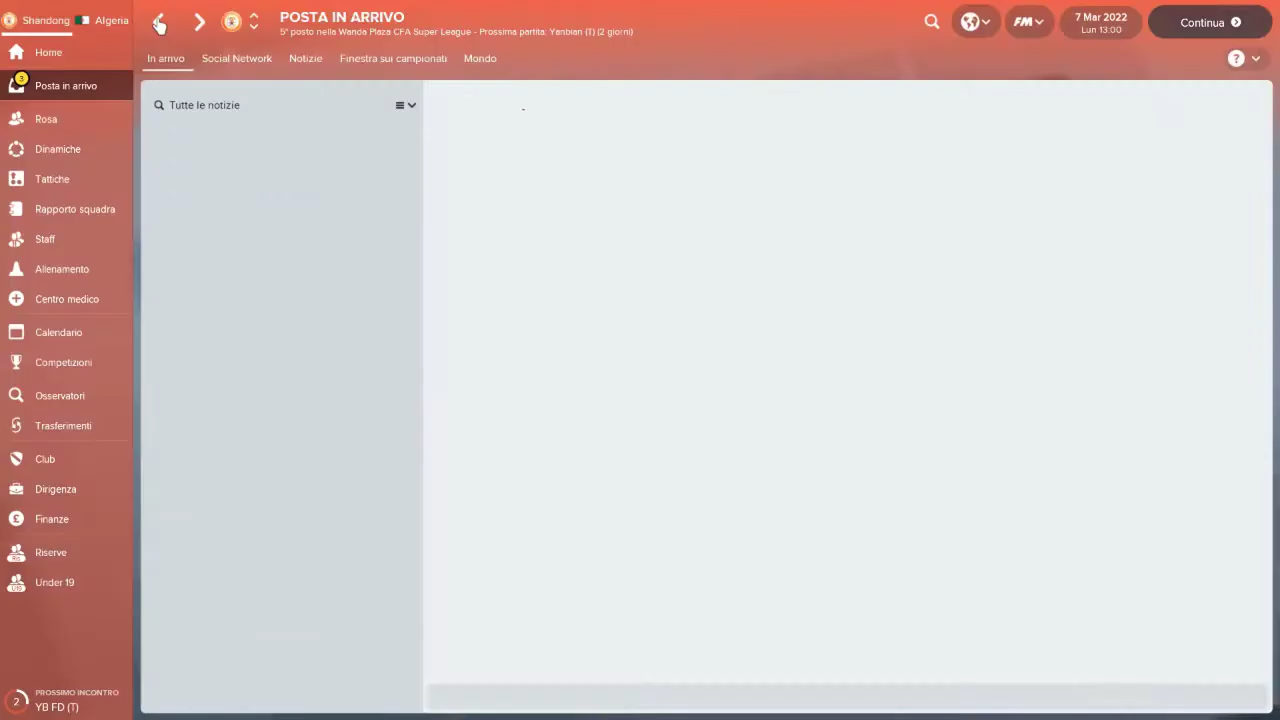 Shandong Algeria
POSTA IN ARRIVO
5° posto nella Wanda Plaza CFA Super League - Prossima partita: Yanbian (T) (2 giorni)
FM
7 Mar 2022
Lun 13:00
Continua
Home
In arrivo Social Network Notizie Finestra sui campionati Mondo
?
3
Posta in arrivo
Tutte le notizie
Rosa
Dinamiche
Tattiche
Rapporto squadra
Staff
Allenamento
Centro medico
Calendario
Competizioni
Osservatori
Trasferimenti
Club
Dirigenza
£
Finanze
Riserve
U19
Under 19
2
PROSSIMO INCONTRO
YB FD (T)